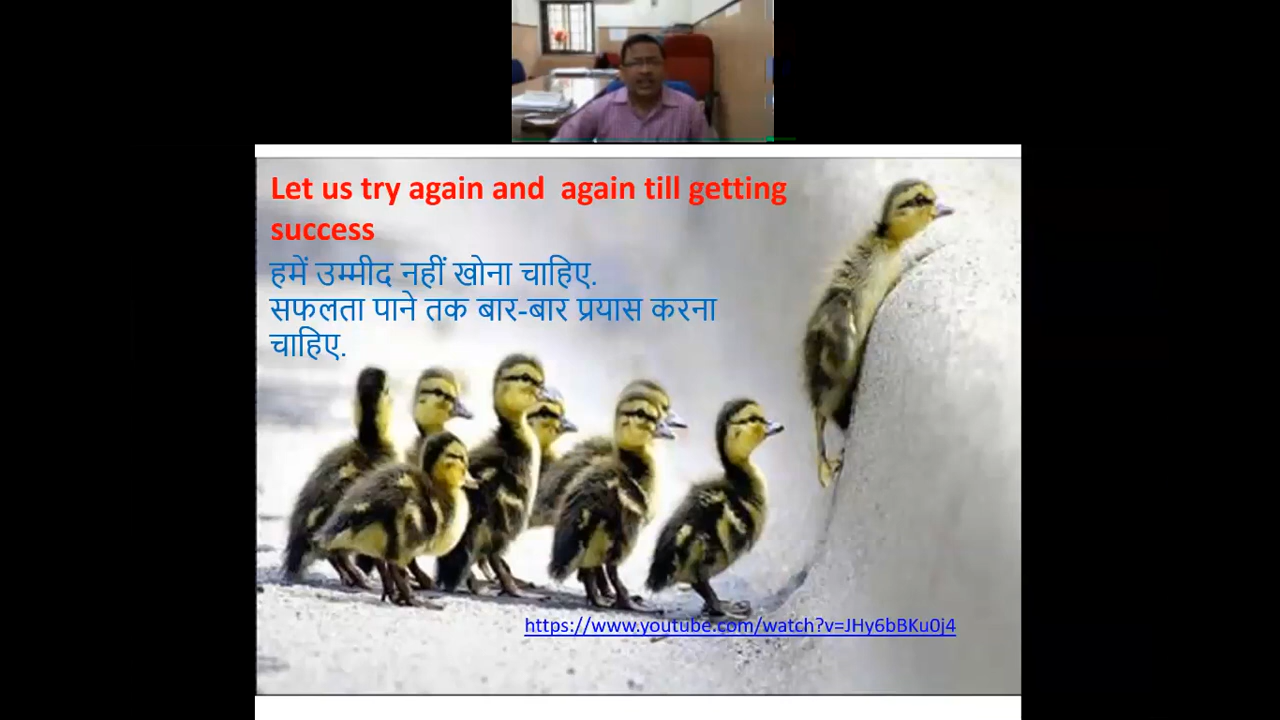 Let us try again and  again till getting
success
हमें उम्मीद नहीं खोना चाहिए.
सफलता पाने तक बार-बार प्रयास करना
चाहिए.
https://www.youtube.com/watch?v=JHy6bBKu0j4